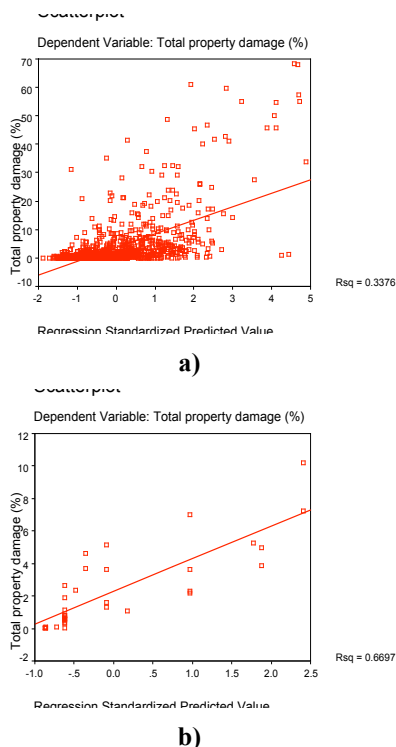 Scatterplot
Dependent Variable: Total property damage (%)
Total property damage (%)
70
60
50
40
30
20
10
0
-10
-2 -1 0 1 2 3 4 5
Rsq = 0.3376
Regression Standardized Predicted Value
a)
Scatterplot
Dependent Variable: Total property damage (%)
Total property damage (%)
12
10
8
6
4
2
0
-2
-1.0 -.5 0.0 .5 1.0 1.5 2.0 2.5
Rsq = 0.6697
Regression Standardized Predicted Value
b)